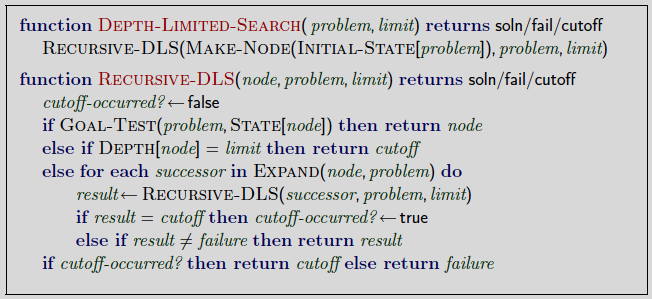 function DEPTH-LIMITED-SEARCH( problem, limit) returns soln/fail/cutoff
RECURSIVE-DLS(MAKE-NODE(INITIAL-STATE[problem]), problem, limit)
function RECURSIVE-DLS(node, problem, limit) returns soln/fail/cutoff
cutoff-occurred? ← false
if GOAL-TEST(problem, STATE[node]) then return node
else if DEPTH[node] = limit then return cutoff
else for each successor in EXPAND(node, problem) do
result ← RECURSIVE-DLS(successor, problem, limit)
if result = cutoff then cutoff-occurred? ← true
else if result ≠ failure then return result
if cutoff-occurred? then return cutoff else return failure